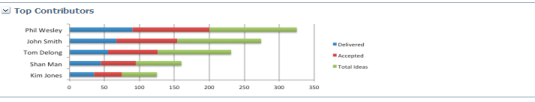 Top Contributors
Phil Wesley
John Smith
Tom Delong
Shan Man
Kim Jones
0 50 100 150 200 250 300 350
Delivered
Accepted
Total Ideas